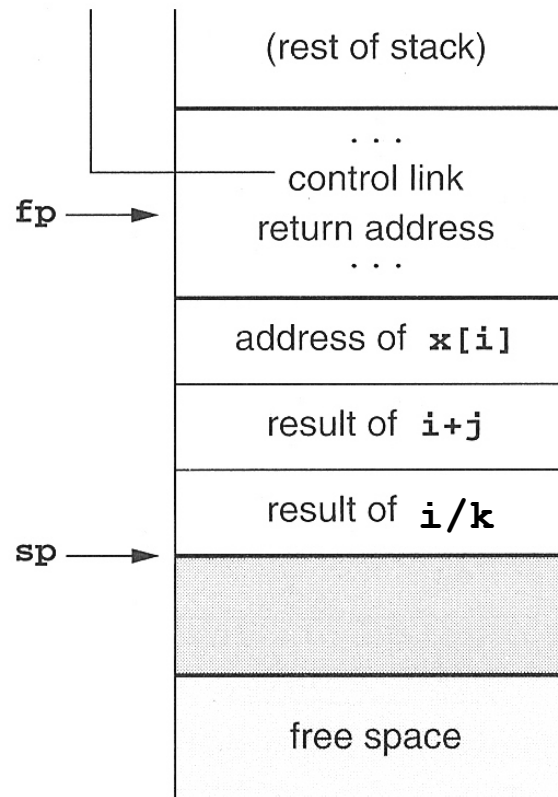 (rest of stack)
. . .
control link
fp
return address
. . .
address of x[i]
result of i+j
result of i/k
sp
free space